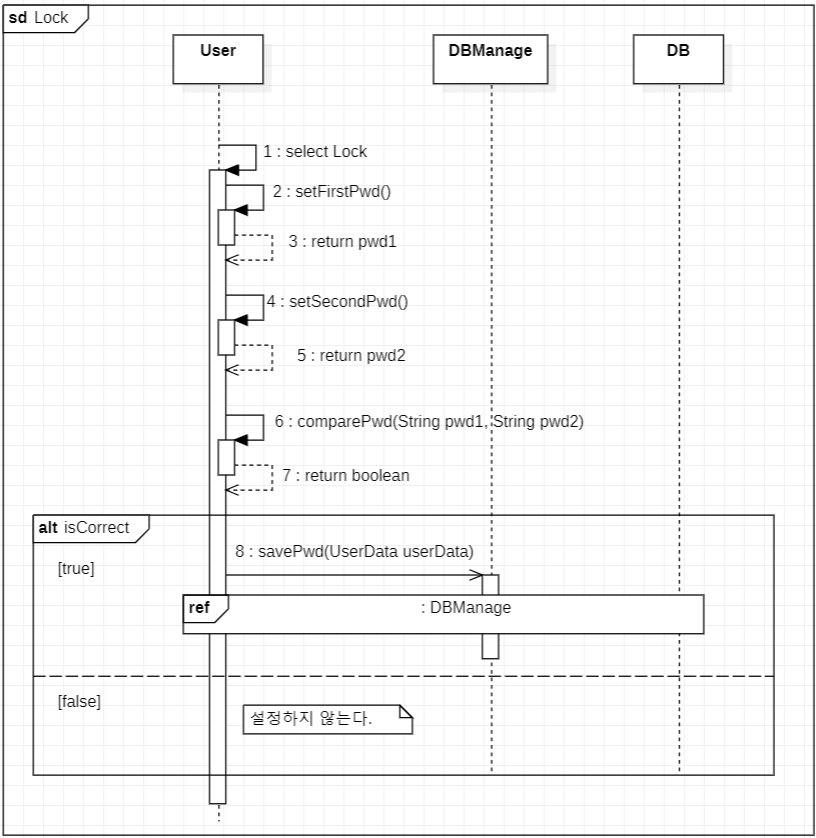 sd Lock
User
DBManage
DB
1 : select Lock
2 : setFirstPwd()
3 : return pwd1
4 : setSecondPwd()
5 : return pwd2
6 : comparePwd(String pwd1, String pwd2)
7 : return boolean
alt isCorrect
8 : savePwd(UserData userData)
[true]
ref
: DBManage
[false]
설정하지 않는다.